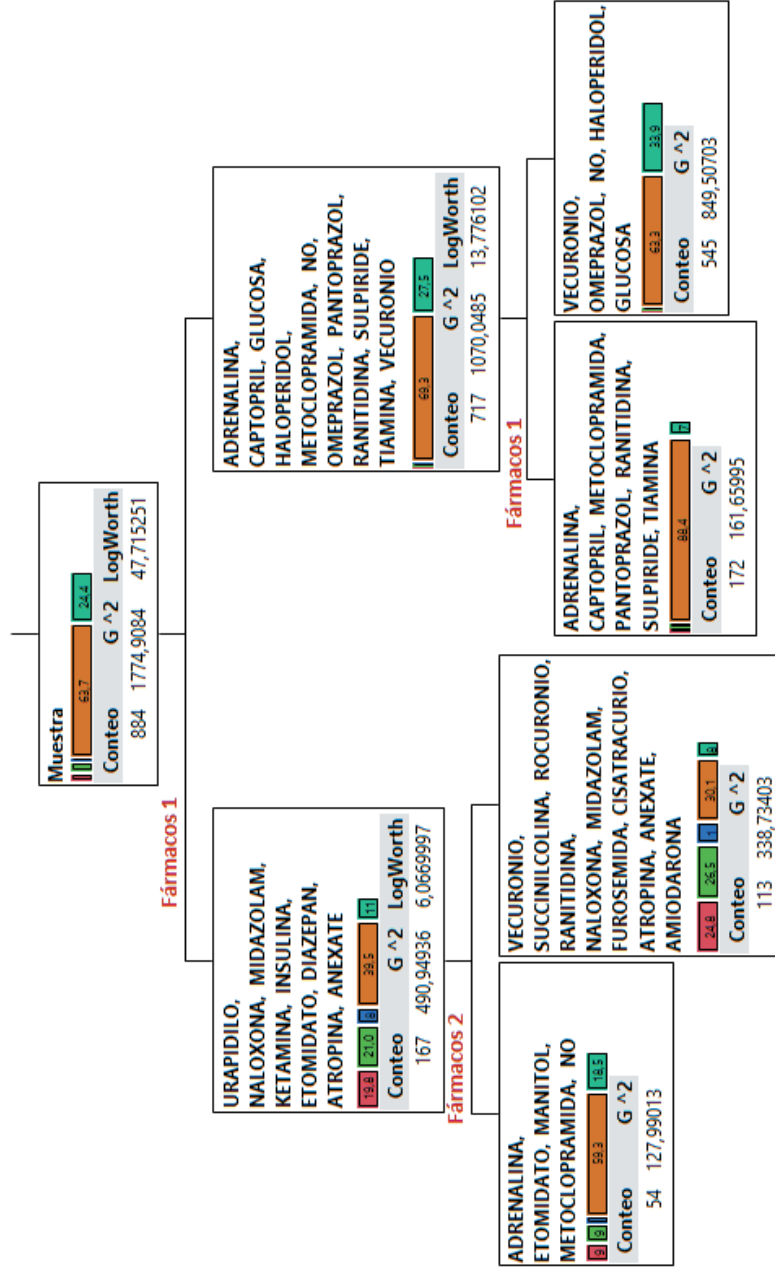 Muestra
63,7
24,4
Conteo G ^2 LogWorth
884 1774,9084 47,715251
Fármacos 1
URAPIDILO,
NALOXONA, MIDAZOLAM,
KETAMINA, INSULINA,
ETOMIDATO, DIAZEPAN,
ATROPINA, ANEXATE
19,8 21,0 8 39,5 11
Conteo G ^2 LogWorth
167 490,94936 6,0669997
ADRENALINA,
CAPTOPRIL, GLUCOSA,
HALOPERIDOL,
METOCLOPRAMIDA, NO,
OMEPRAZOL, PANTOPRAZOL,
RANITIDINA, SULPIRIDE,
TIAMINA, VECURONIO
69,3 27,5
Conteo G ^2 LogWorth
717 1070,0485 13,776102
Fármacos 2
Fármacos 1
ADRENALINA,
ETOMIDATO, MANITOL,
METOCLOPRAMIDA, NO
9 9 59,3 18,5
Conteo G ^2
54 127,99013
VECURONIO,
SUCCINILCOLINA, ROCURONIO,
RANITIDINA,
NALOXONA, MIDAZOLAM,
FUROSEMIDA, CISATRACURIO,
ATROPINA, ANEXATE,
AMIODARONA
24,8 26,5 1 30,1 8
Conteo G ^2
113 338,73403
ADRENALINA,
CAPTOPRIL, METOCLOPRAMIDA,
PANTOPRAZOL, RANITIDINA,
SULPIRIDE, TIAMINA
88,4 7
Conteo G ^2
172 161,65995
VECURONIO,
OMEPRAZOL, NO, HALOPERIDOL,
GLUCOSA
63,3 33,9
Conteo G ^2
545 849,50703